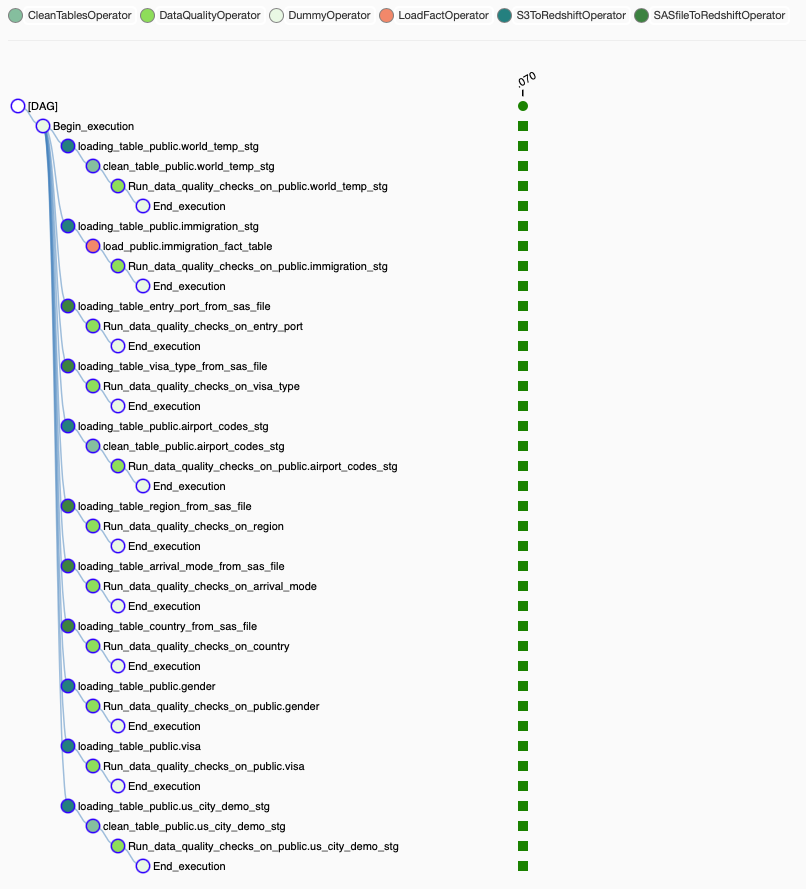 CleanTablesOperator DataQualityOperator DummyOperator LoadFactOperator S3ToRedshiftOperator SASfileToRedshiftOperator
.070
[DAG]
Begin_execution
loading_table_public.world_temp_stg
clean_table_public.world_temp_stg
Run_data_quality_checks_on_public.world_temp_stg
End_execution
loading_table_public.immigration_stg
load_public.immigration_fact_table
Run_data_quality_checks_on_public.immigration_stg
End_execution
loading_table_entry_port_from_sas_file
Run_data_quality_checks_on_entry_port
End_execution
loading_table_visa_type_from_sas_file
Run_data_quality_checks_on_visa_type
End_execution
loading_table_public.airport_codes_stg
clean_table_public.airport_codes_stg
Run_data_quality_checks_on_public.airport_codes_stg
End_execution
loading_table_region_from_sas_file
Run_data_quality_checks_on_region
End_execution
loading_table_arrival_mode_from_sas_file
Run_data_quality_checks_on_arrival_mode
End_execution
loading_table_country_from_sas_file
Run_data_quality_checks_on_country
End_execution
loading_table_public.gender
Run_data_quality_checks_on_public.gender
End_execution
loading_table_public.visa
Run_data_quality_checks_on_public.visa
End_execution
loading_table_public.us_city_demo_stg
clean_table_public.us_city_demo_stg
Run_data_quality_checks_on_public.us_city_demo_stg
End_execution